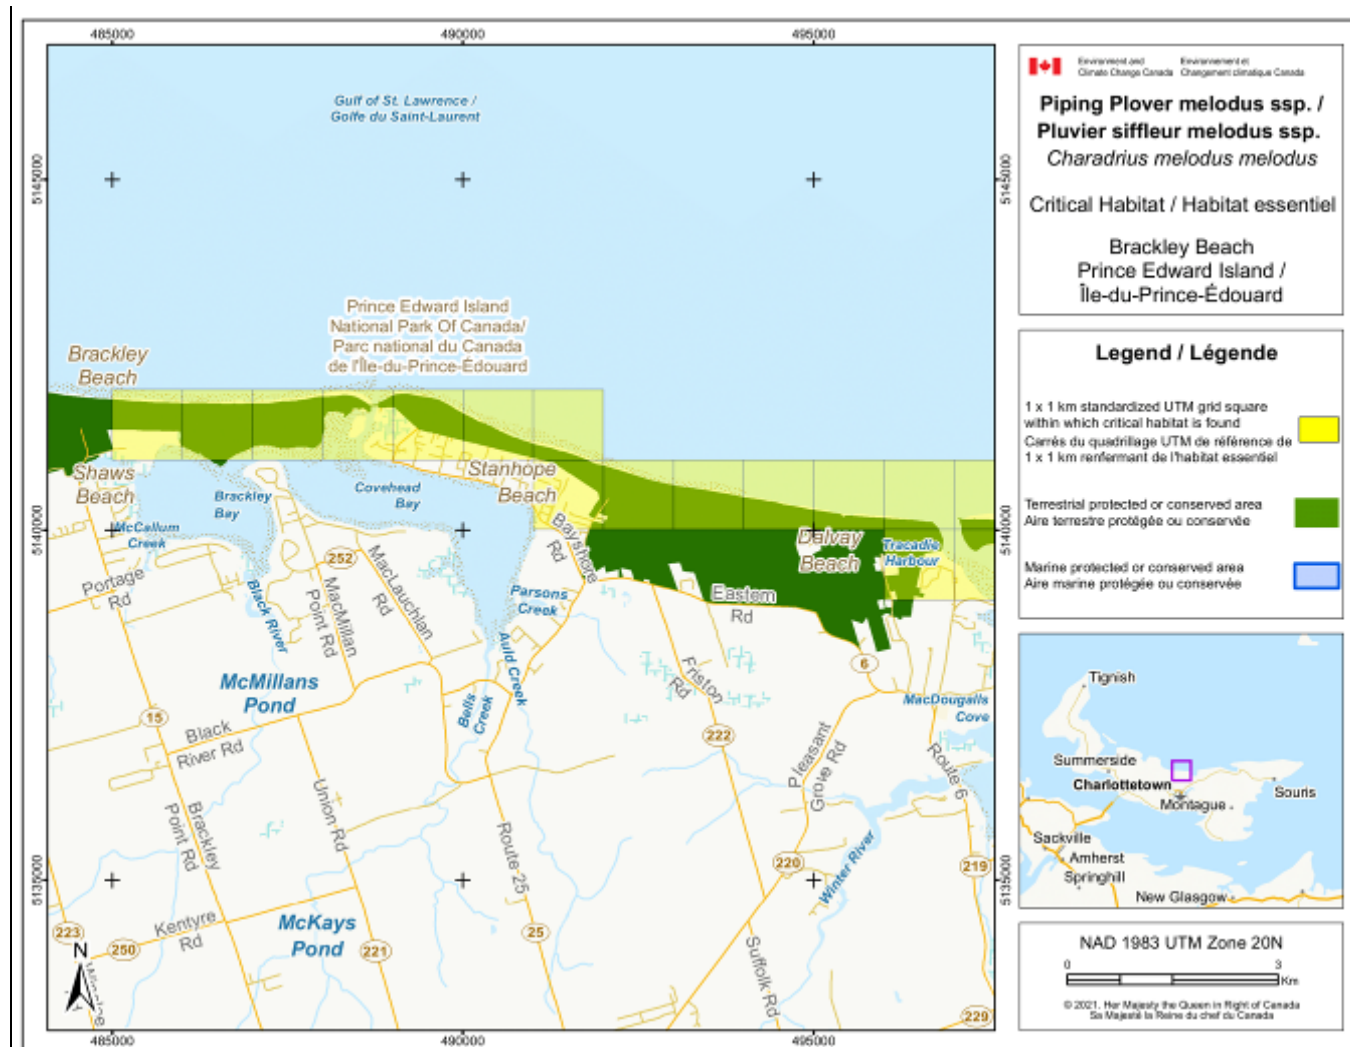 485000
490000
495000
5145000
5145000
5140000
5140000
5135000
5135000
485000
490000
495000
Gulf of St. Lawrence /
Golfe du Saint-Laurent
Prince Edward Island
National Park Of Canada/
Parc national du Canada
de l'Île-du-Prince-Édouard
Brackley
Beach
Shaws
Beach
Stanhope
Beach
Dalvay
Beach
Brackley
Bay
Covehead
Bay
McCallum
Creek
Tracadie
Harbour
Portage
Rd
Black River
252
MacMillan
Point Rd
MacLauchlan
Rd
Bayshore
Rd
Parsons
Creek
Auld Creek
Bells
Creek
Eastern
Rd
Friston
Rd
6
MacDougalls
Cove
McMillans
Pond
15
Black
River Rd
222
Pleasant
Grove Rd
Route 6
Union Rd
Brackley
Point Rd
Route 25
220
Winter River
219
McKays
Pond
Kentyre
Rd
223
250
221
25
Suffolk Rd
229
N
Environment and
Climate Change Canada
Environnement et
Changement climatique Canada
Piping Plover melodus ssp. /
Pluvier siffleur melodus ssp.
Charadrius melodus melodus
Critical Habitat / Habitat essentiel
Brackley Beach
Prince Edward Island /
Île-du-Prince-Édouard
Legend / Légende
1 x 1 km standardized UTM grid square
within which critical habitat is found
Carrés du quadrillage UTM de référence de
1 x 1 km renfermant de l'habitat essentiel
Terrestrial protected or conserved area
Aire terrestre protégée ou conservée
Marine protected or conserved area
Aire marine protégée ou conservée
Tignish
Summerside
Charlottetown
Montague
Souris
Sackville
Amherst
Springhill
New Glasgow
NAD 1983 UTM Zone 20N
0 3
Km
© 2021. Her Majesty the Queen in Right of Canada
Sa Majesté la Reine du chef du Canada